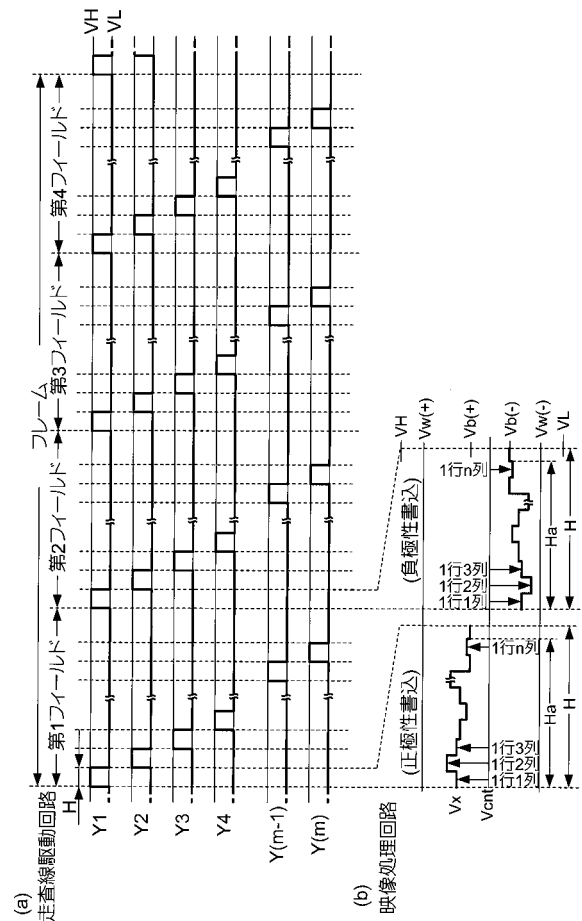 (a)
走査線駆動回路
フレーム
第1フィールド
第2フィールド
第3フィールド
第4フィールド
H
VH
VL
Y1
Y2
Y3
Y4
Y(m-1)
Y(m)
(b)
映像処理回路
(正極性書込)
(負極性書込)
VH
Vw(+)
Vb(+)
Vb(-)
Vw(-)
VL
Vx
Vcnt
1行1列
1行2列
1行3列
1行n列
Ha
H
1行1列
1行2列
1行3列
1行n列
Ha
H